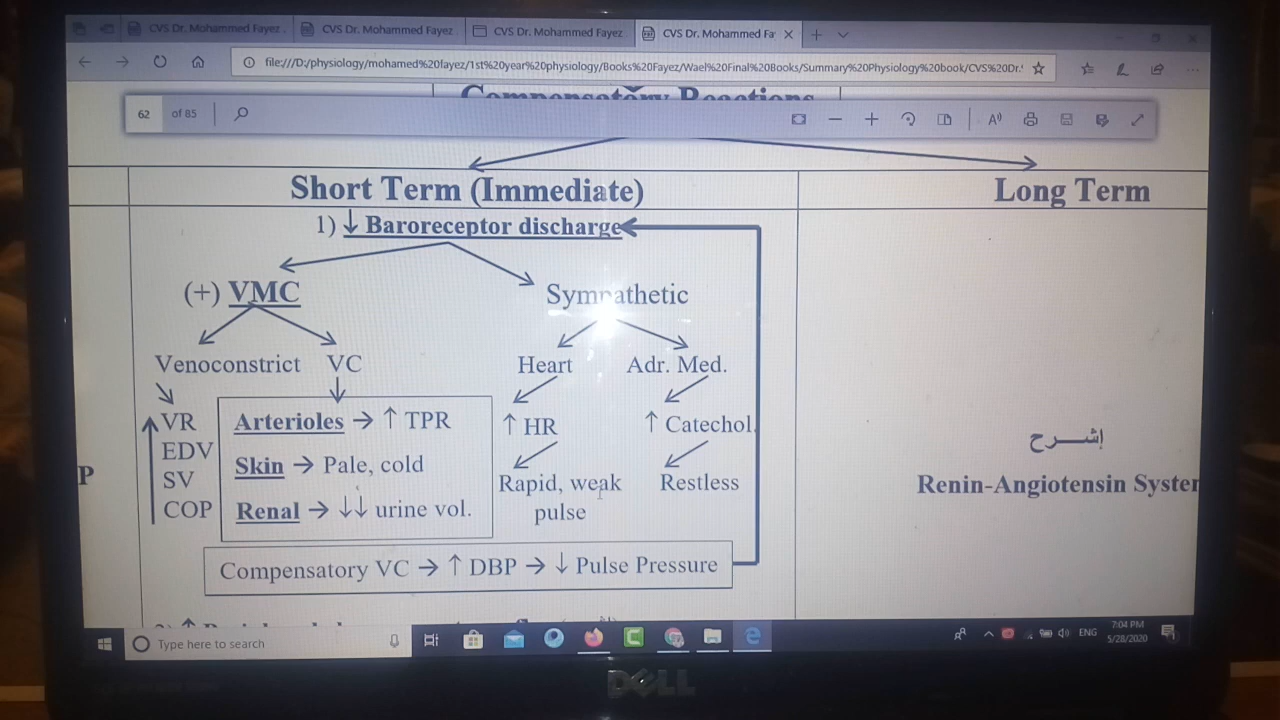 CVS Dr. Mohammed Fayez
CVS Dr. Mohammed Fayez
CVS Dr. Mohammed Fayez
CVS Dr. Mohammed Fa
file:///D:/physiology/mohamed%20fayez/1st%20year%20physiology/Books%20Fayez/Wael%20Final%20Books/Summary%20Physiology%20book/CVS%20Dr.
Compensatory Reactions
62 of 85
Short Term (Immediate)
Long Term
1) ↓ Baroreceptor discharge
(+) VMC
Sympathetic
Venoconstrict VC
Heart Adr. Med.
VR
EDV
SV
COP
Arterioles → ↑ TPR
Skin → Pale, cold
Renal → ↓↓ urine vol.
↑ HR
↑ Catechol.
Rapid, weak
pulse
Restless
P
Compensatory VC → ↑ DBP → ↓ Pulse Pressure
إشـــرح
Renin-Angiotensin System
Type here to search
ENG
7:04 PM
5/28/2020
DELL